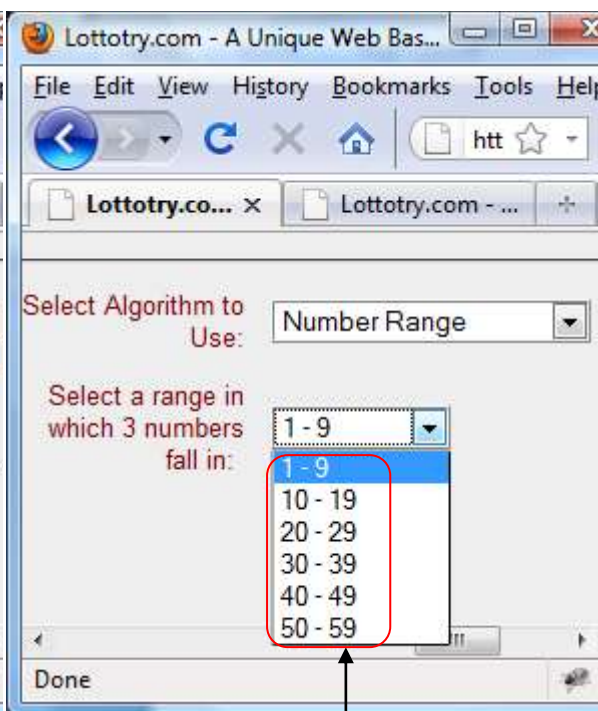 Lottotry.com - A Unique Web Bas...
File Edit View History Bookmarks Tools Help
htt
Lottotry.co... × Lottotry.com - ...
Select Algorithm to
Use:
Number Range
Select a range in
which 3 numbers
fall in:
1 - 9
1 - 9
10 - 19
20 - 29
30 - 39
40 - 49
50 - 59
Done